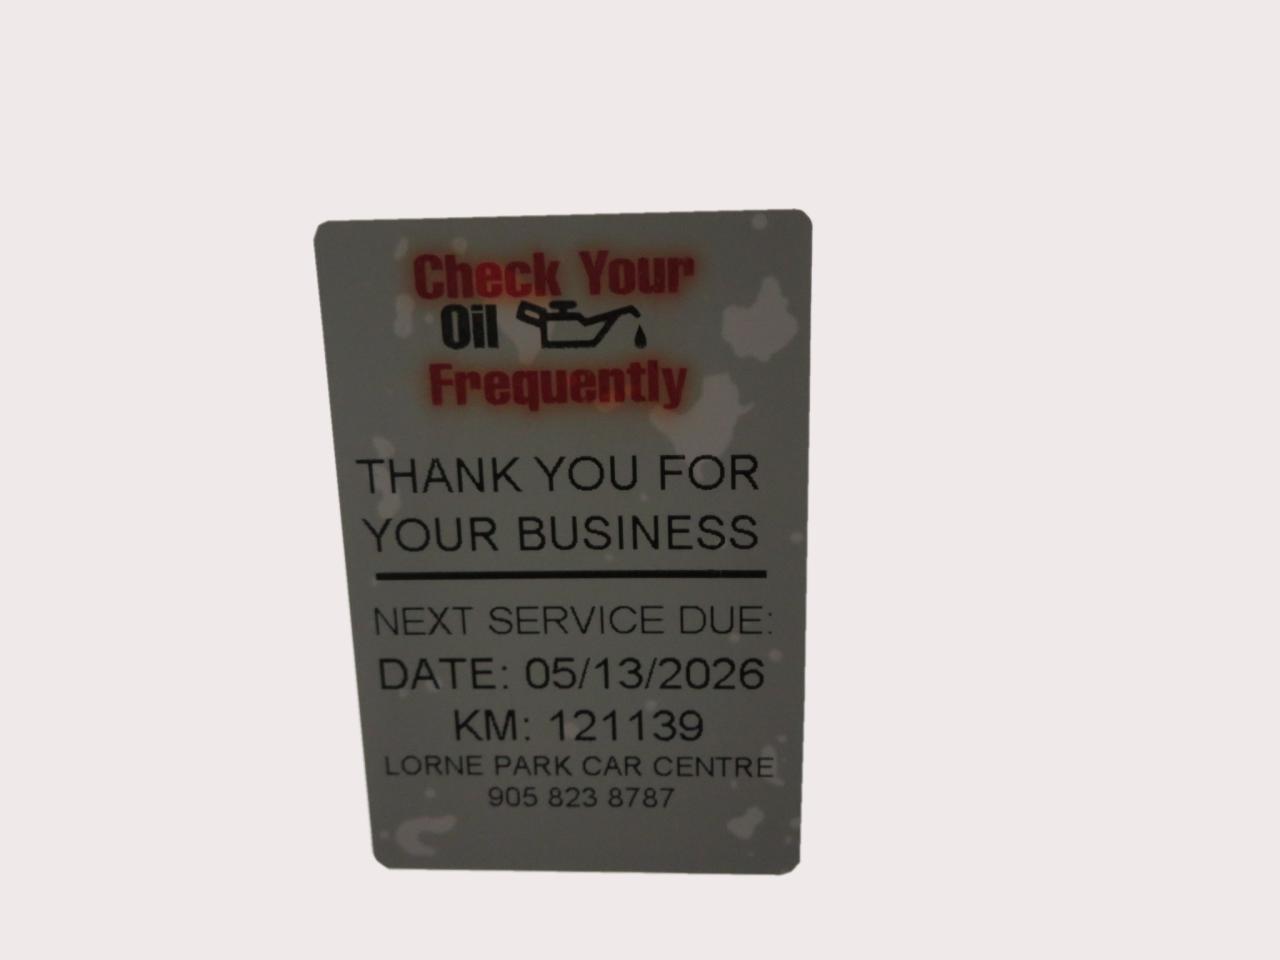 Check Your
Oil
Frequently
THANK YOU FOR
YOUR BUSINESS
NEXT SERVICE DUE:
DATE: 05/13/2026
KM: 121139
LORNE PARK CAR CENTRE
905 823 8787